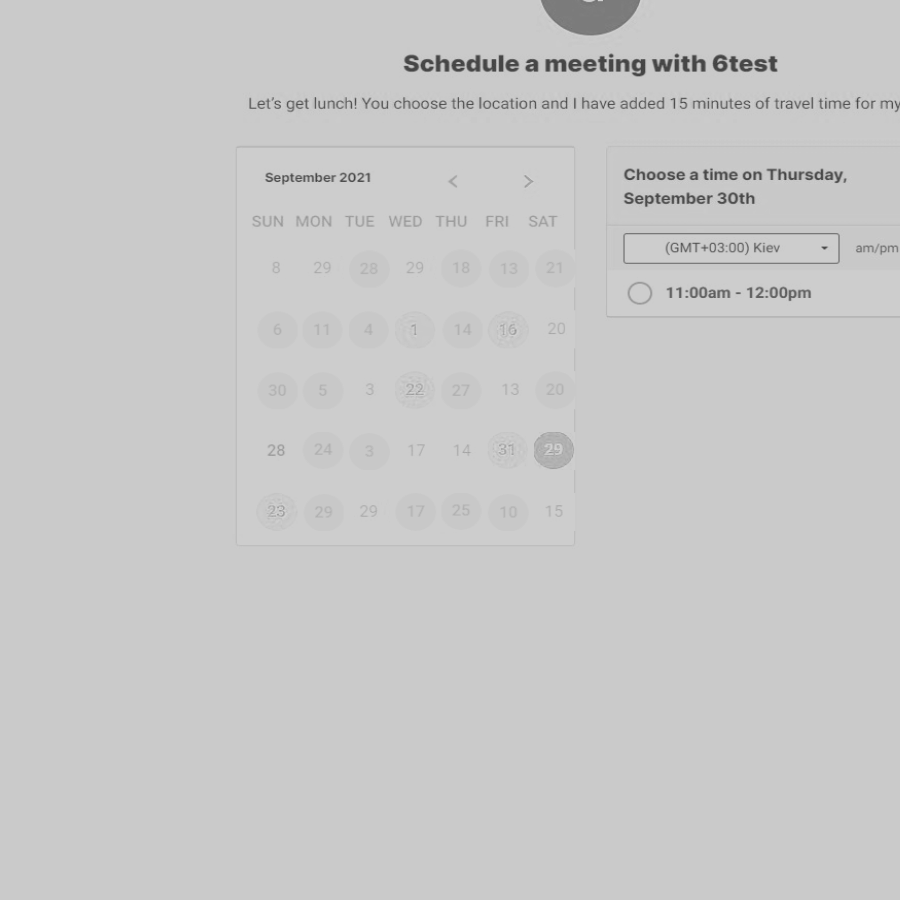 Schedule a meeting with 6test
Let's get lunch! You choose the location and I have added 15 minutes of travel time for my
September 2021
SUN MON TUE WED THU FRI SAT
8 29 28 29 18 13 21
6 11 4 1 14 16 20
30 5 3 22 27 13 20
28 24 3 17 14 31 29
23 29 29 17 25 10 15
Choose a time on Thursday,
September 30th
(GMT+03:00) Kiev am/pm
11:00am - 12:00pm